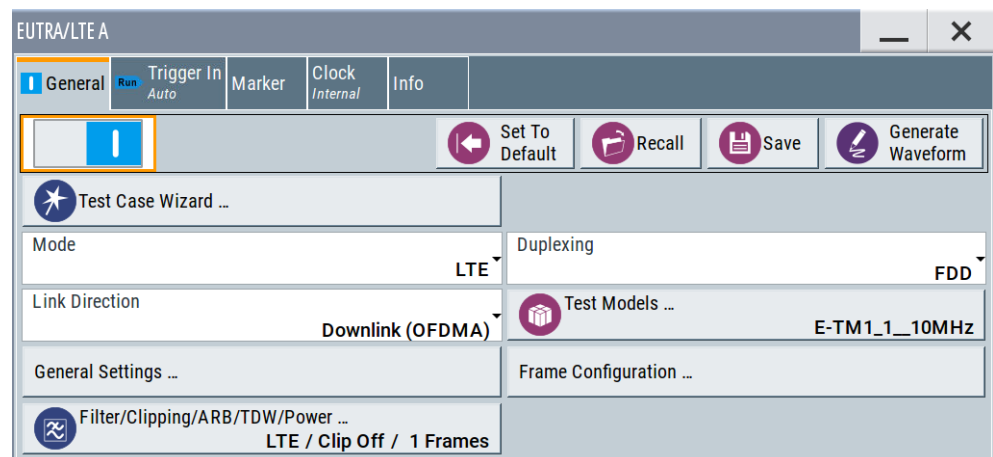 EUTRA/LTE A
General
Run
Trigger In
Auto
Marker
Clock
Internal
Info
Set To
Default
Recall
Save
Generate
Waveform
Test Case Wizard ...
Mode
LTE
Duplexing
FDD
Link Direction
Downlink (OFDMA)
Test Models ...
E-TM1_1__10MHz
General Settings ...
Frame Configuration ...
Filter/Clipping/ARB/TDW/Power ...
LTE / Clip Off / 1 Frames